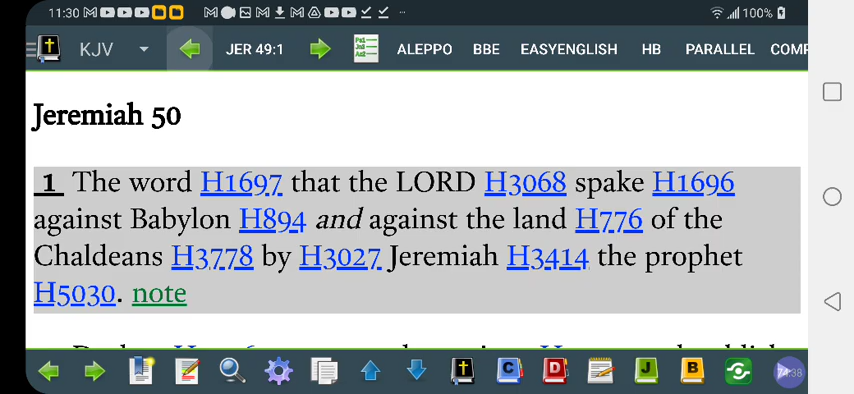 11:30 100%
KJV JER 49:1 ALEPPO BBE EASYENGLISH HB PARALLEL COMP
Jeremiah 50
1 The word H1697 that the LORD H3068 spake H1696
against Babylon H894 and against the land H776 of the
Chaldeans H3778 by H3027 Jeremiah H3414 the prophet
H5030. note